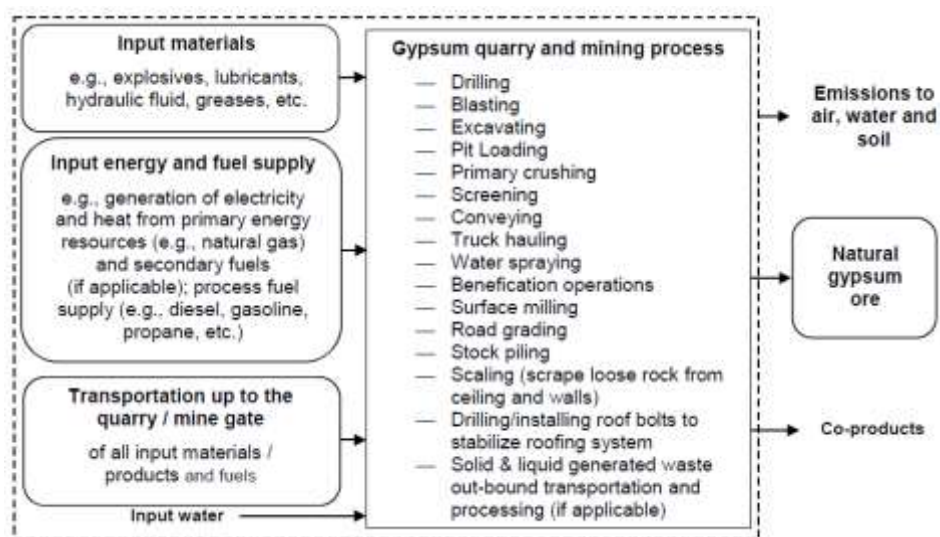 Input materials
e.g., explosives, lubricants,
hydraulic fluid, greases, etc.
Input energy and fuel supply
e.g., generation of electricity
and heat from primary energy
resources (e.g., natural gas)
and secondary fuels
(if applicable); process fuel
supply (e.g., diesel, gasoline,
propane, etc.)
Transportation up to the
quarry / mine gate
of all input materials /
products and fuels
Input water
Gypsum quarry and mining process
— Drilling
— Blasting
— Excavating
— Pit Loading
— Primary crushing
— Screening
— Conveying
— Truck hauling
— Water spraying
— Benefication operations
— Surface milling
— Road grading
— Stock piling
— Scaling (scrape loose rock from
ceiling and walls)
— Drilling/installing roof bolts to
stabilize roofing system
— Solid & liquid generated waste
out-bound transportation and
processing (if applicable)
Emissions to
air, water and
soil
Natural
gypsum
ore
Co-products